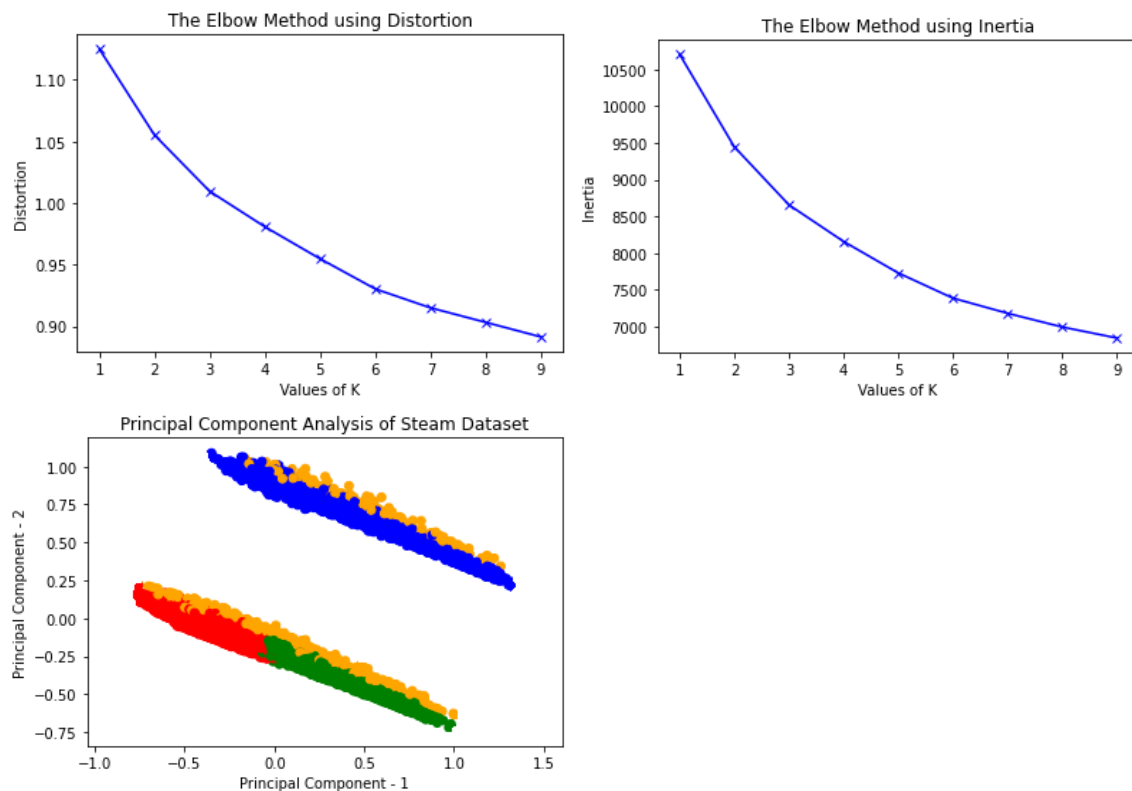 The Elbow Method using Distortion
1.10
1.05
1.00
0.95
0.90
Distortion
1 2 3 4 5 6 7 8 9
Values of K
The Elbow Method using Inertia
10500
10000
9500
9000
8500
8000
7500
7000
Inertia
1 2 3 4 5 6 7 8 9
Values of K
Principal Component Analysis of Steam Dataset
1.00
0.75
0.50
0.25
0.00
−0.25
−0.50
−0.75
Principal Component - 2
−1.0 −0.5 0.0 0.5 1.0 1.5
Principal Component - 1